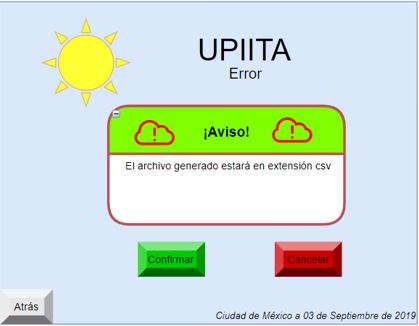 UPIITA
Error
¡Aviso!
El archivo generado estará en extensión csv
Confirmar
Cancelar
Atrás
Ciudad de México a 03 de Septiembre de 2019